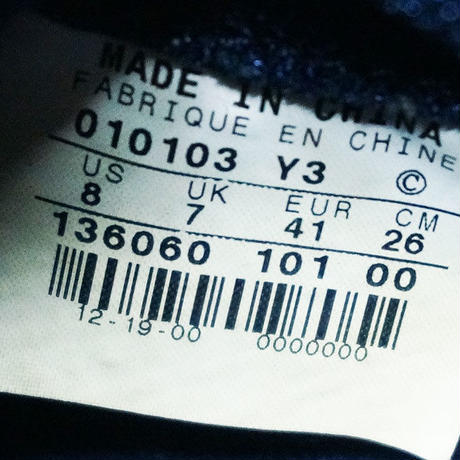 MADE IN CHINA
FABRIQUE EN CHINE
010103 Y3 ©
US UK EUR CM
8 7 41 26
136060 101 00
12-19-00 0000000